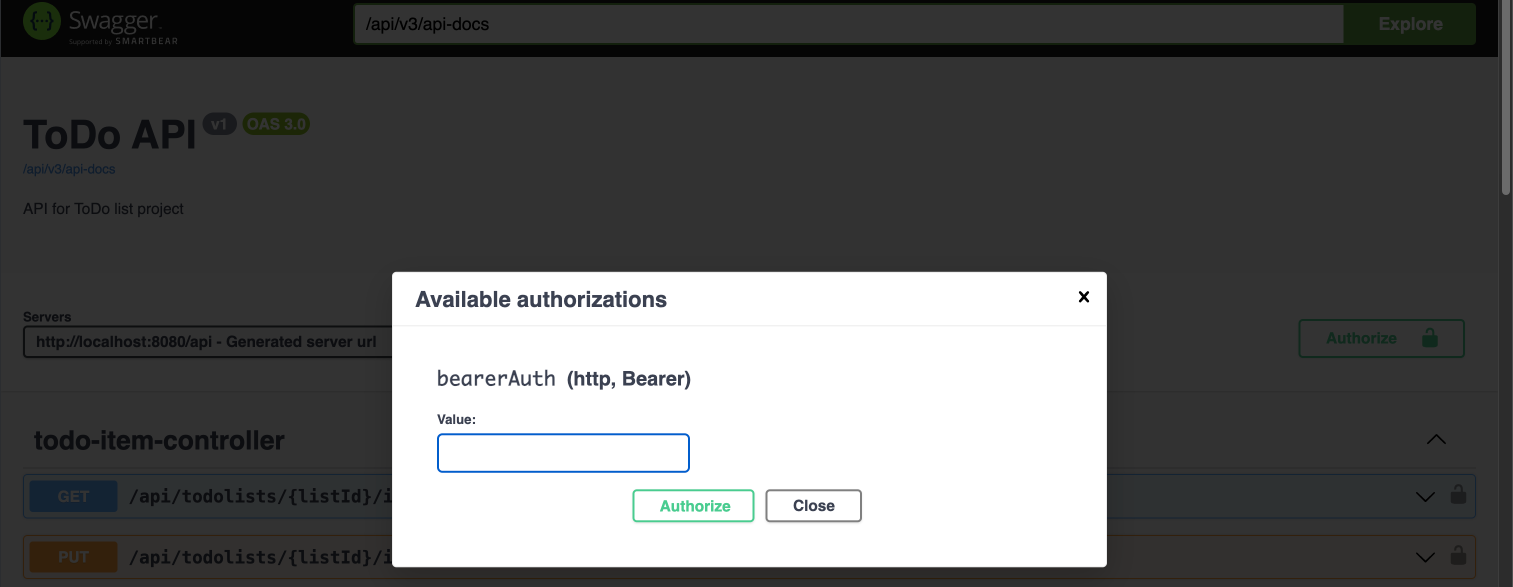 Swagger.
Supported by SMARTBEAR
/api/v3/api-docs
Explore
ToDo API v1 OAS 3.0
/api/v3/api-docs
API for ToDo list project
Available authorizations
Servers
http://localhost:8080/api - Generated server url
Authorize
bearerAuth (http, Bearer)
Value:
Authorize Close
todo-item-controller
GET /api/todolists/{listId}/i
PUT /api/todolists/{listId}/i